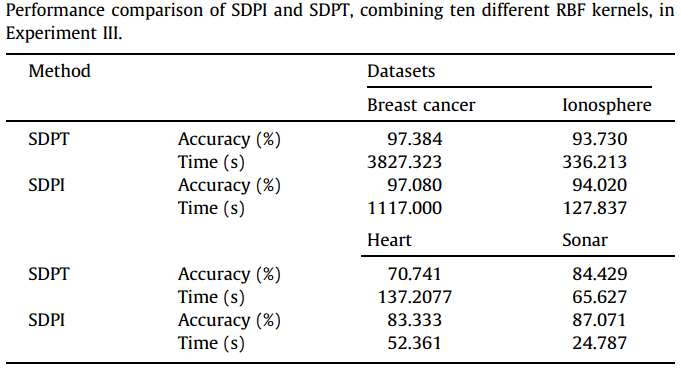 Performance comparison of SDPI and SDPT, combining ten different RBF kernels, in
Experiment III.
Method Datasets
Breast cancer Ionosphere
SDPT Accuracy (%) 97.384 93.730
Time (s) 3827.323 336.213
SDPI Accuracy (%) 97.080 94.020
Time (s) 1117.000 127.837
Heart Sonar
SDPT Accuracy (%) 70.741 84.429
Time (s) 137.2077 65.627
SDPI Accuracy (%) 83.333 87.071
Time (s) 52.361 24.787